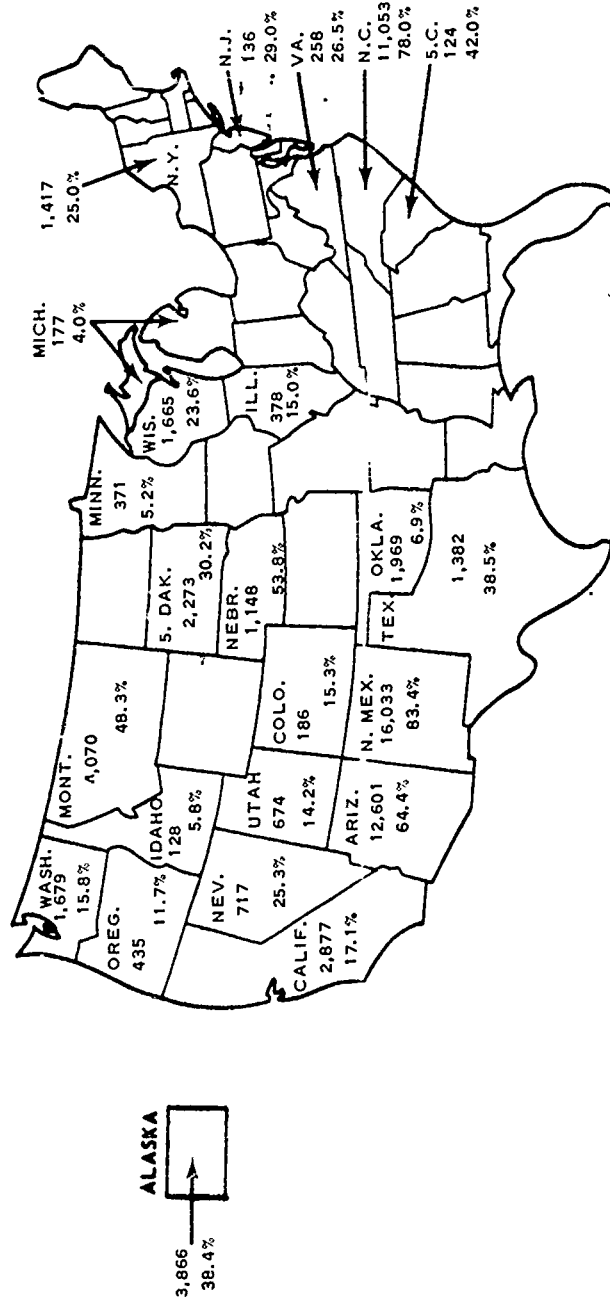 ALASKA
3,866
38.4%
WASH.
1,679
15.8%
OREG.
435
11.7%
CALIF.
2,877
17.1%
NEV.
717
25.3%
IDAHO
128
5.8%
MONT.
4,070
48.3%
UTAH
674
14.2%
ARIZ.
12,601
64.4%
COLO.
186
15.3%
N. MEX.
16,033
83.4%
S. DAK.
2,273
30.2%
NEBR.
1,148
53.8%
OKLA.
1,969
6.9%
TEX.
1,382
38.5%
MINN.
371
5.2%
WIS.
1,665
23.6%
ILL.
378
15.0%
MICH.
177
4.0%
1,417
25.0%
N.Y.
N.J.
136
29.0%
VA.
258
26.5%
N.C.
11,053
78.0%
S.C.
124
42.0%